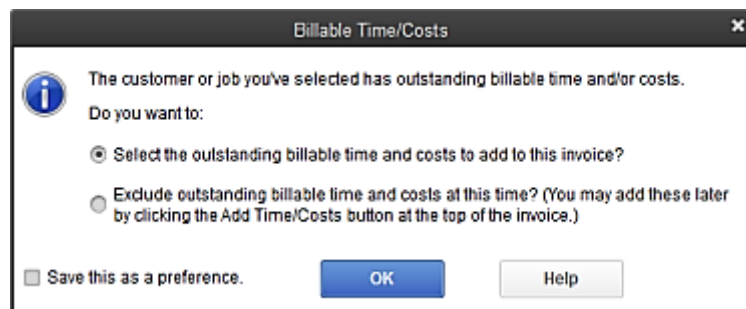 Billable Time/Costs
The customer or job you've selected has outstanding billable time and/or costs.
Do you want to:
Select the outstanding billable time and costs to add to this invoice?
Exclude outstanding billable time and costs at this time? (You may add these later
by clicking the Add Time/Costs button at the top of the invoice.)
Save this as a preference.
OK
Help